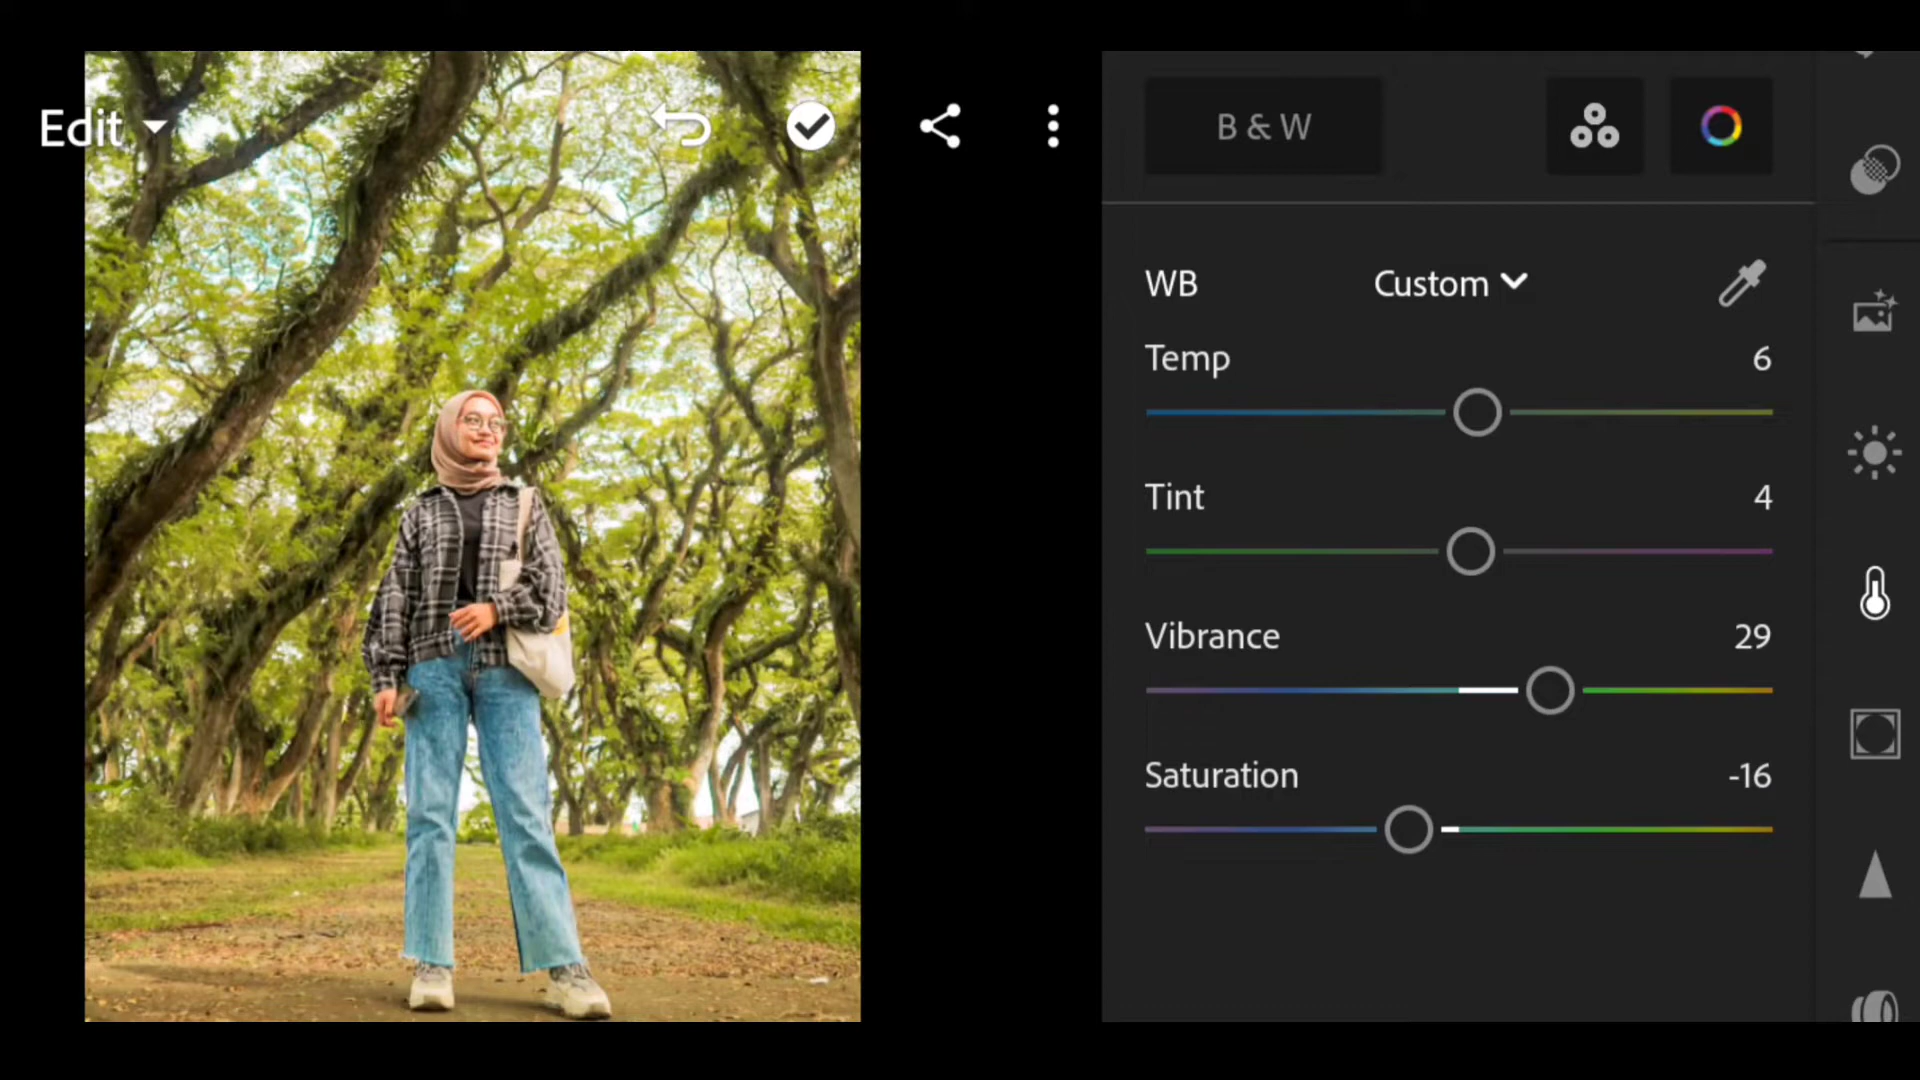 Edit
B & W
WB Custom
Temp 6
Tint 4
Vibrance 29
Saturation -16